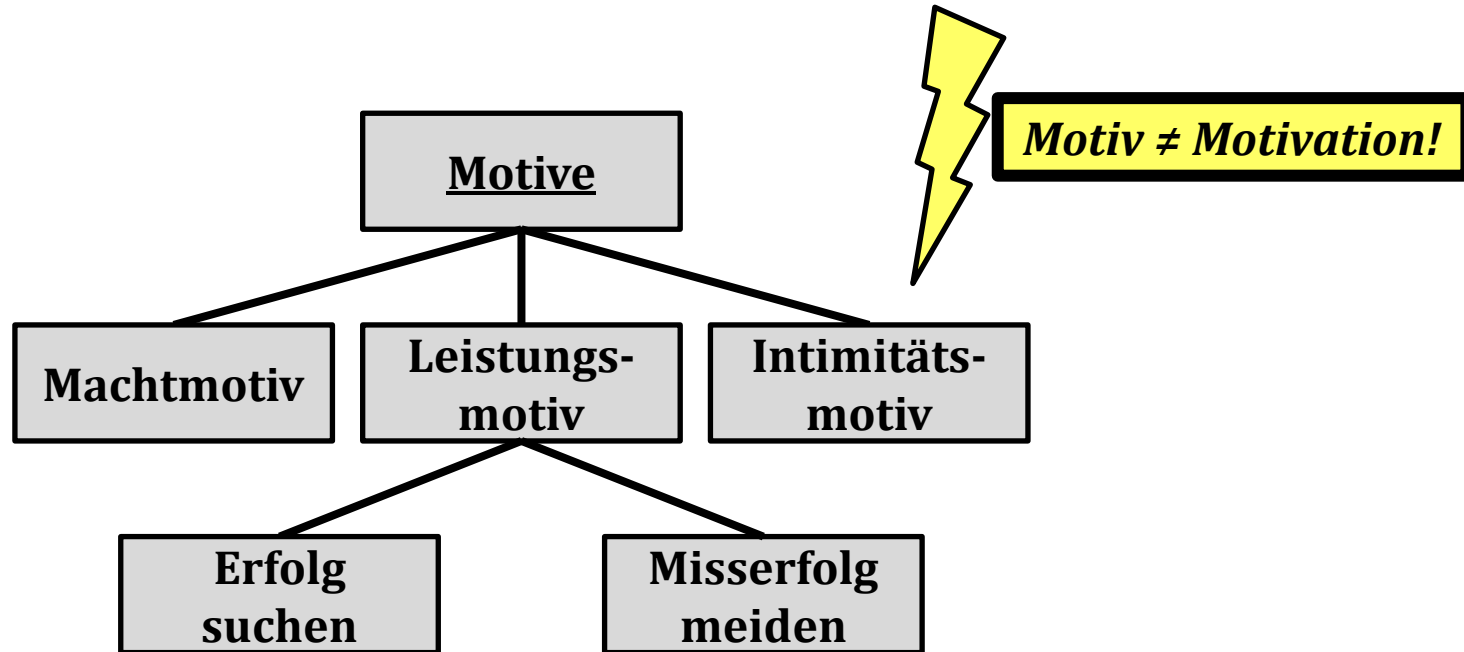 Motiv ≠ Motivation!
Motive
Machtmotiv
Leistungs-
motiv
Intimitäts-
motiv
Erfolg
suchen
Misserfolg
meiden